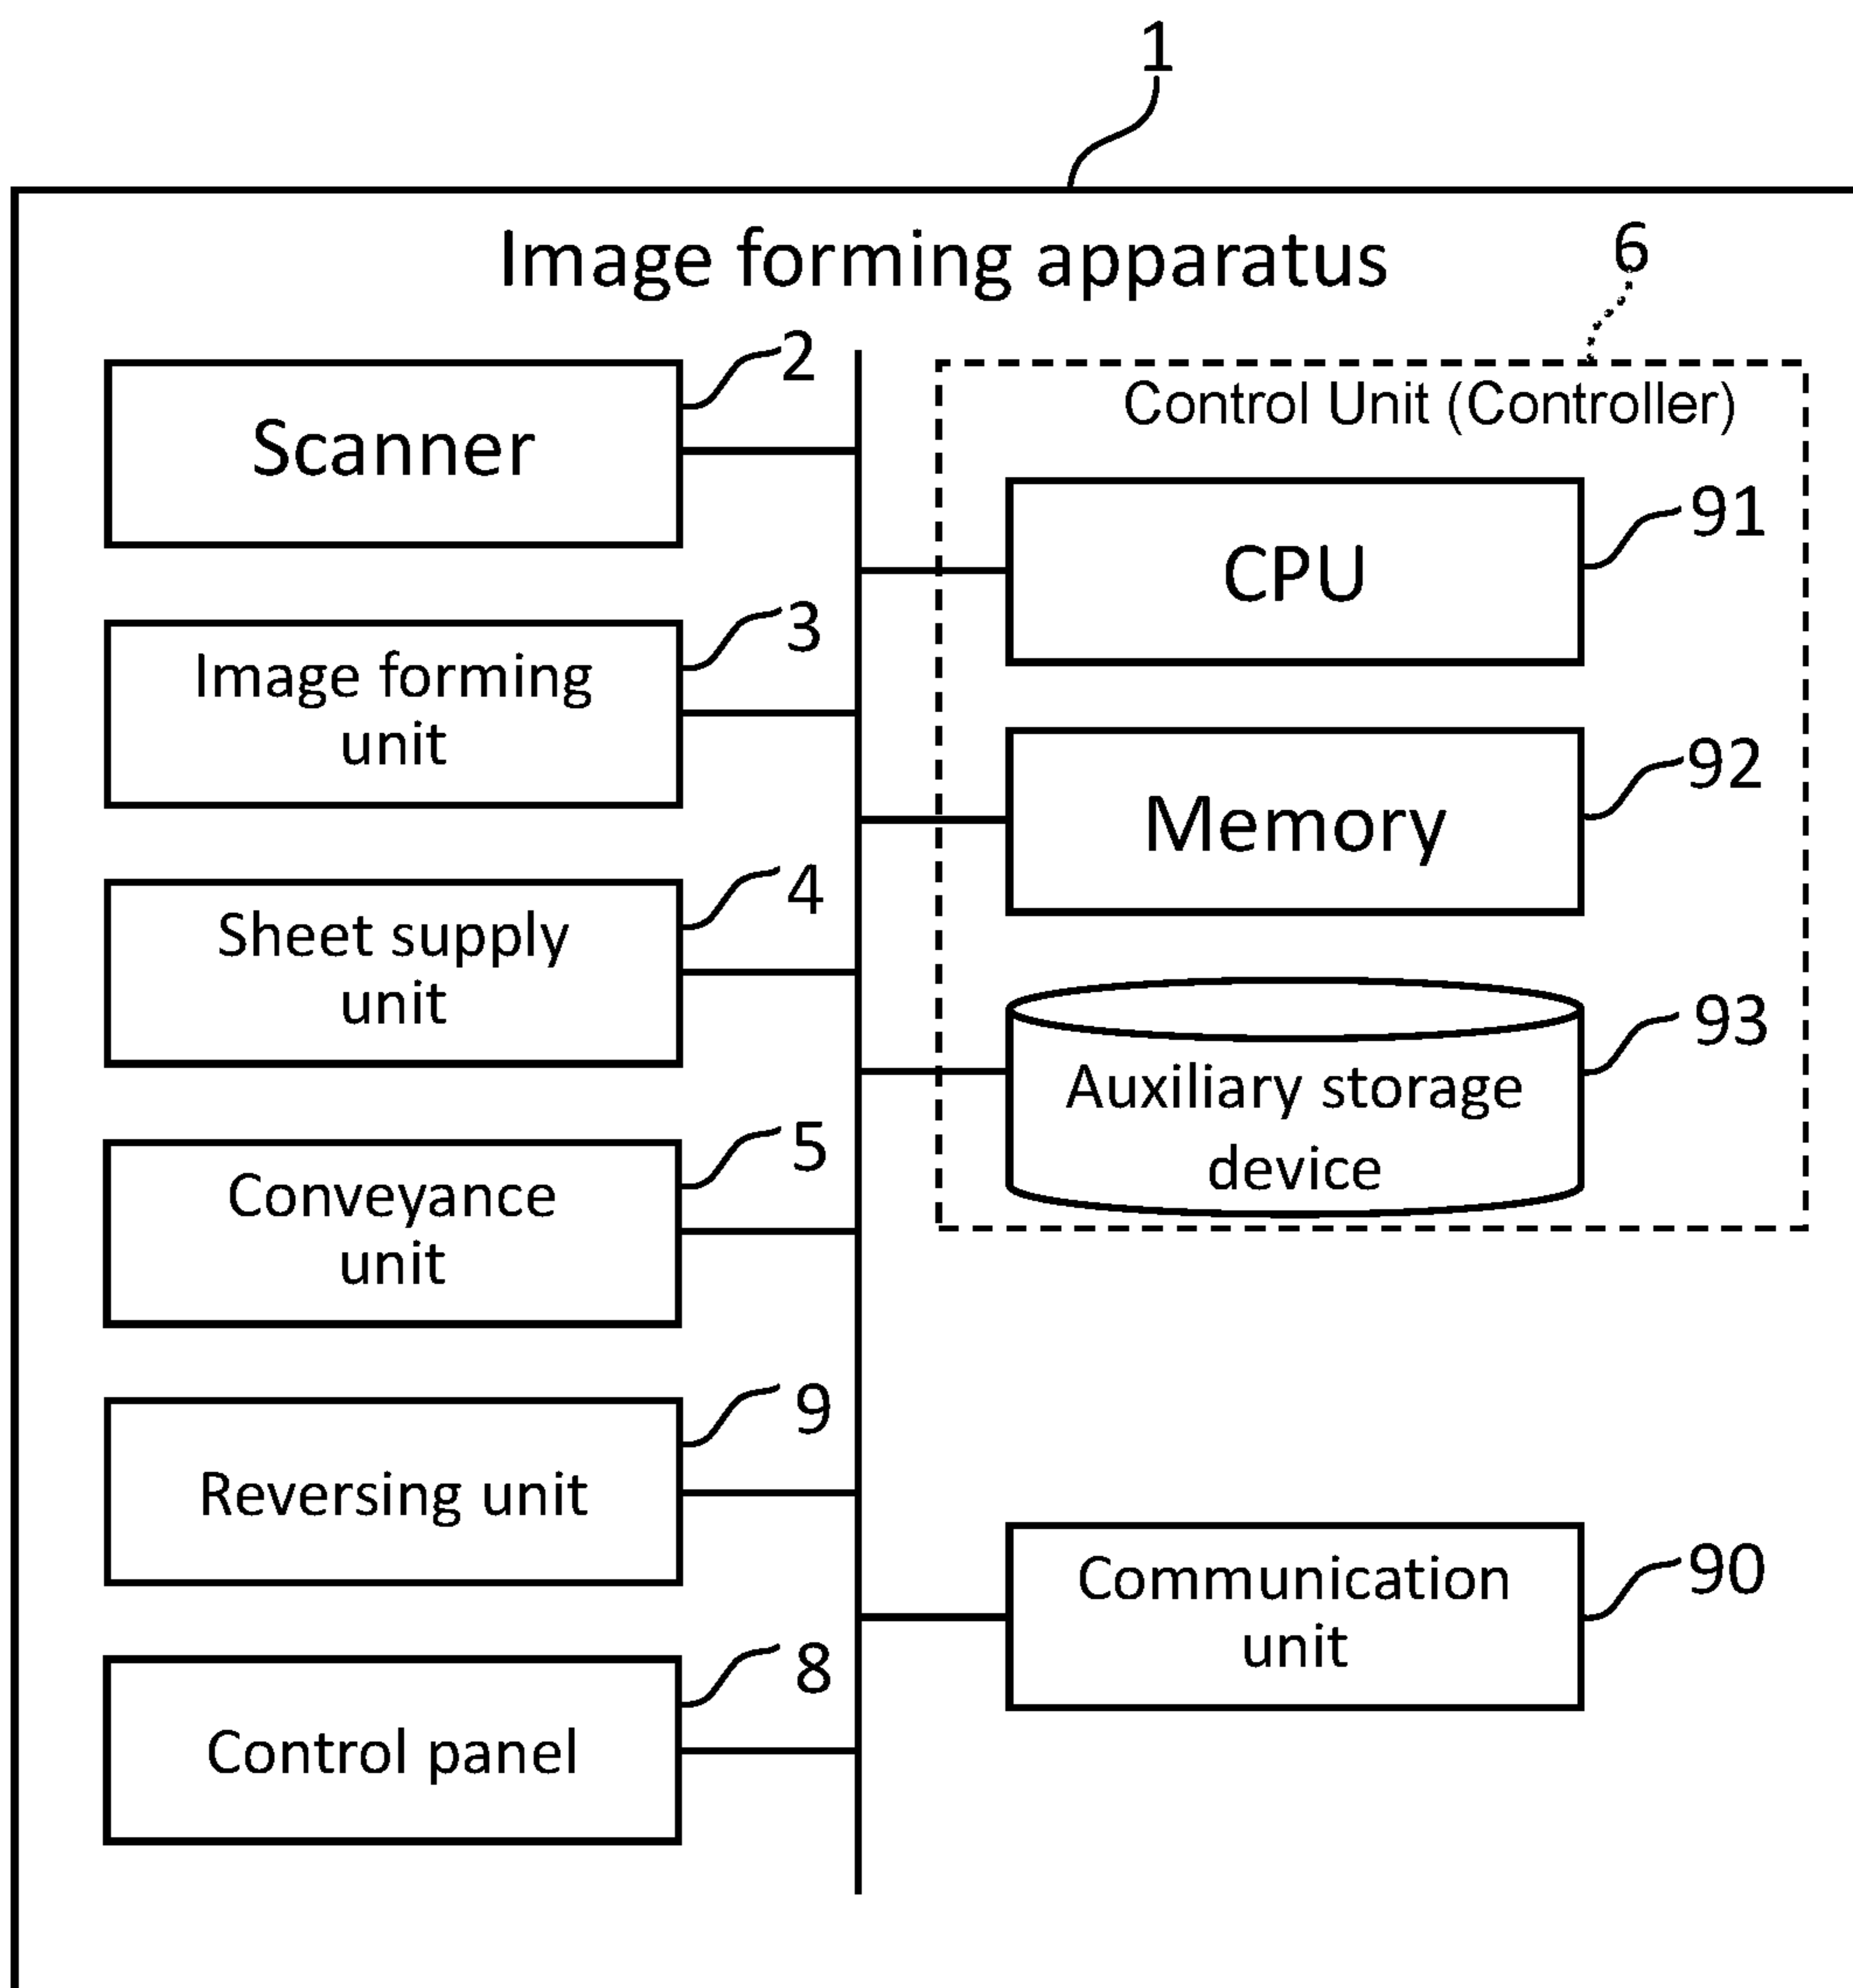 1
Image forming apparatus
6
2
Scanner
3
Image forming
unit
4
Sheet supply
unit
5
Conveyance
unit
9
Reversing unit
8
Control panel
Control Unit (Controller)
91
CPU
92
Memory
93
Auxiliary storage
device
90
Communication
unit